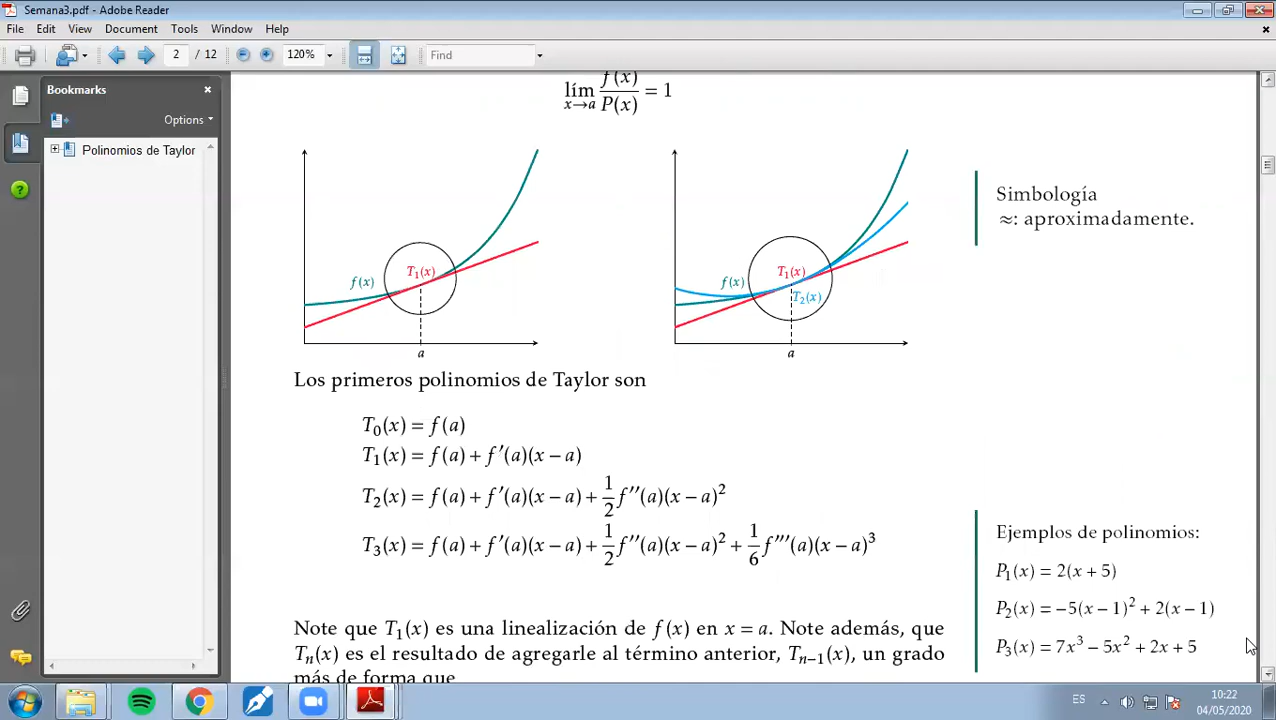 Semana3.pdf - Adobe Reader
File Edit View Document Tools Window Help
2 / 12 120% Find
Bookmarks
Options
Polinomios de Taylor
lím x→a f(x)/P(x) = 1
f(x) T₁(x) a
f(x) T₁(x) T₂(x) a
Simbología
≈: aproximadamente.
Los primeros polinomios de Taylor son
T₀(x) = f(a)
T₁(x) = f(a) + f′(a)(x − a)
T₂(x) = f(a) + f′(a)(x − a) + 1/2 f′′(a)(x − a)²
T₃(x) = f(a) + f′(a)(x − a) + 1/2 f′′(a)(x − a)² + 1/6 f′′′(a)(x − a)³
Ejemplos de polinomios:
P₁(x) = 2(x + 5)
P₂(x) = −5(x − 1)² + 2(x − 1)
P₃(x) = 7x³ − 5x² + 2x + 5
Note que T₁(x) es una linealización de f(x) en x = a. Note además, que
Tₙ(x) es el resultado de agregarle al término anterior, Tₙ₋₁(x), un grado
más de forma que
ES
10:22
04/05/2020